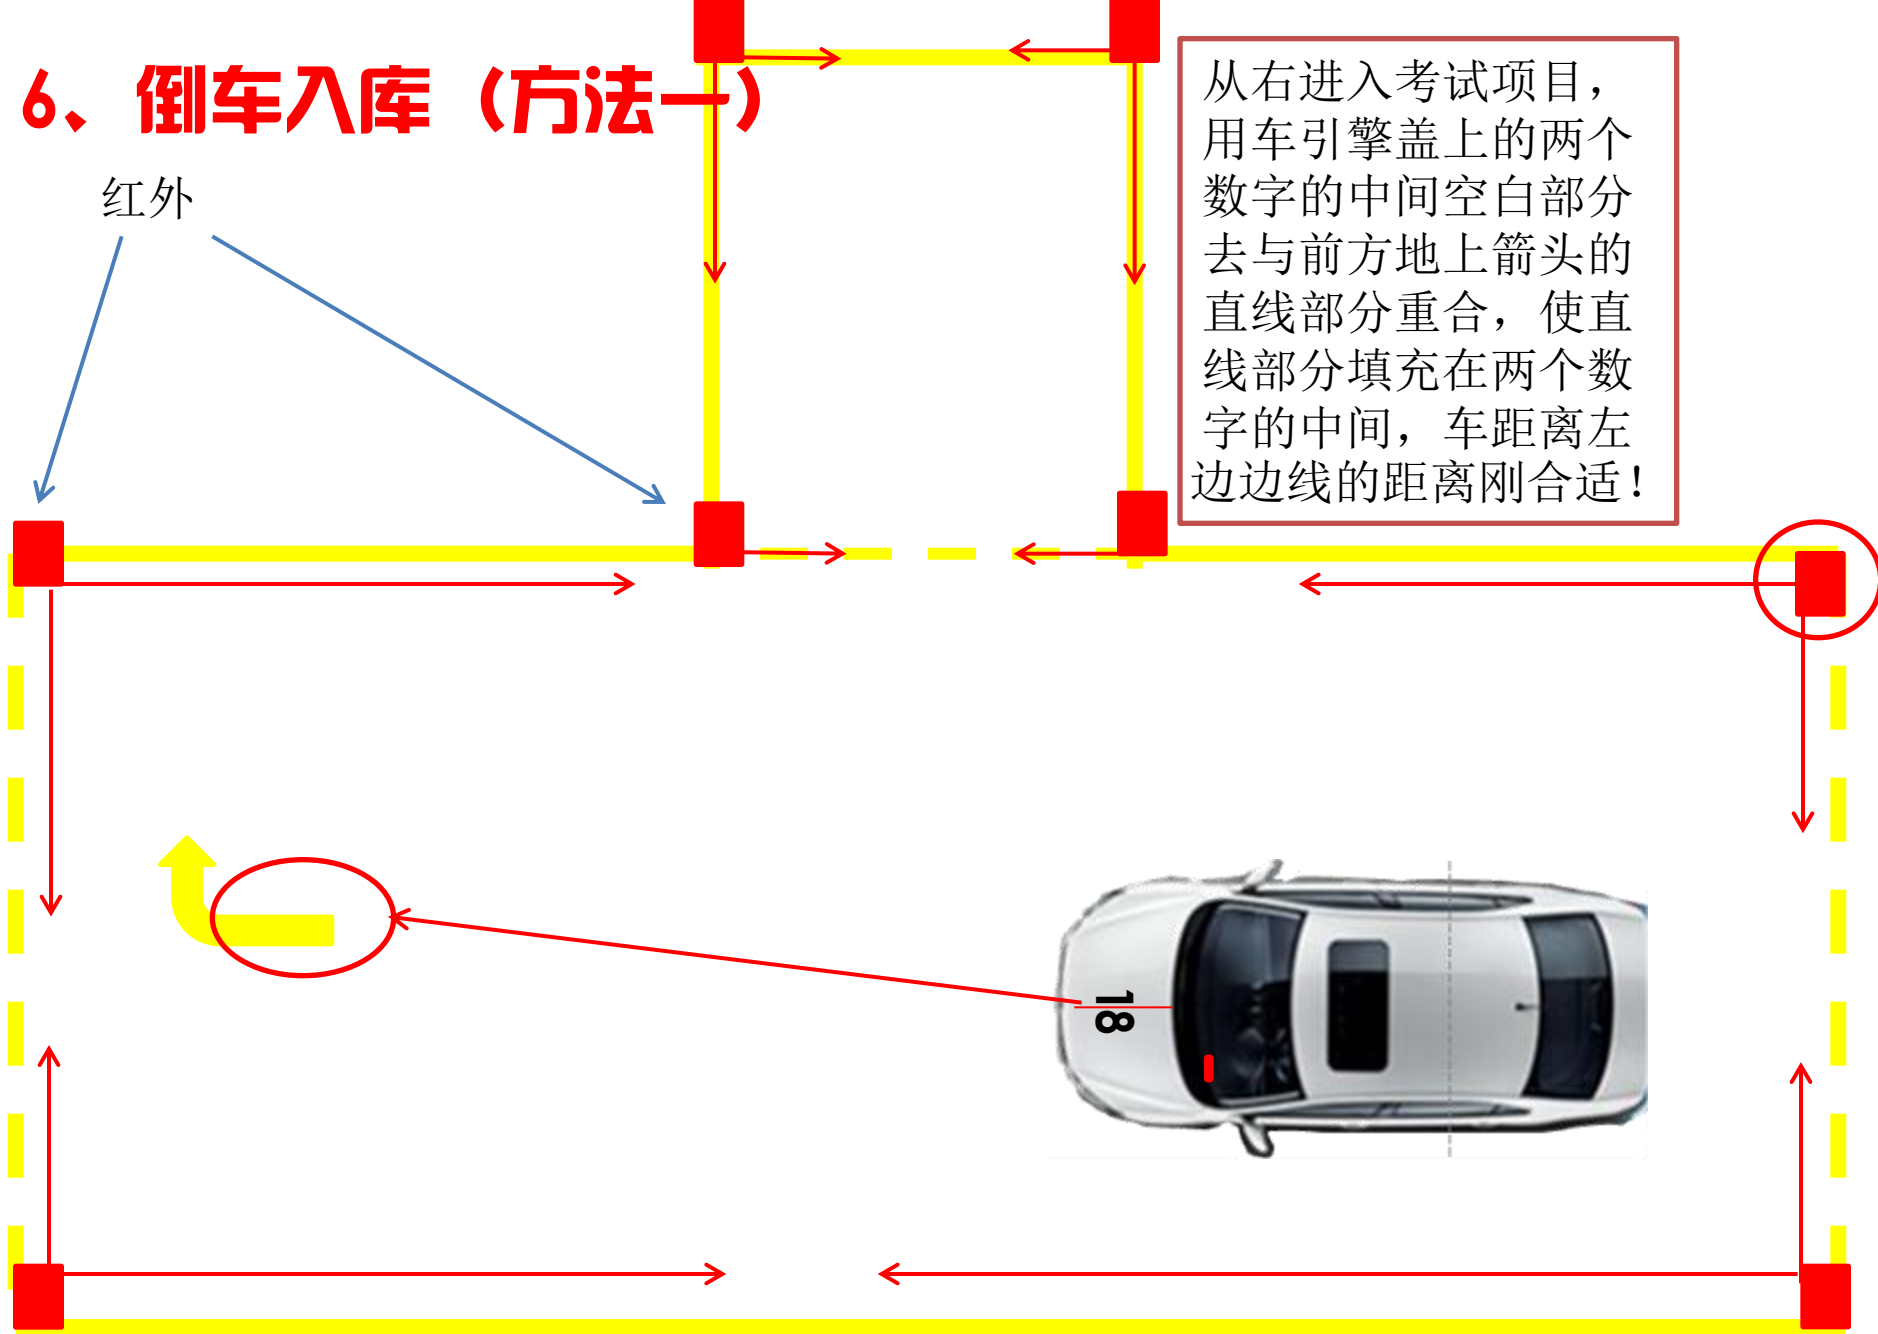 6、倒车入库（方法一）
红外
从右进入考试项目，
用车引擎盖上的两个
数字的中间空白部分
去与前方地上箭头的
直线部分重合，使直
线部分填充在两个数
字的中间，车距离左
边边线的距离刚合适！
18